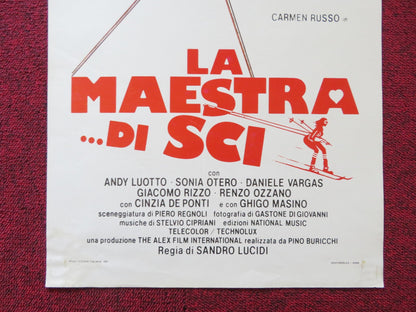 CARMEN RUSSO in
LA
MAESTRA
...DI SCI
con
ANDY LUOTTO · SONIA OTERO · DANIELE VARGAS
GIACOMO RIZZO · RENZO OZZANO
con CINZIA DE PONTI e con GHIGO MASINO
sceneggiatura di PIERO REGNOLI fotografia di GASTONE DI GIOVANNI
musiche di STELVIO CIPRIANI edizioni NATIONAL MUSIC
TELECOLOR / TECHNOLUX
una produzione THE ALEX FILM INTERNATIONAL realizzata da PINO BURICCHI
Regia di SANDRO LUCIDI